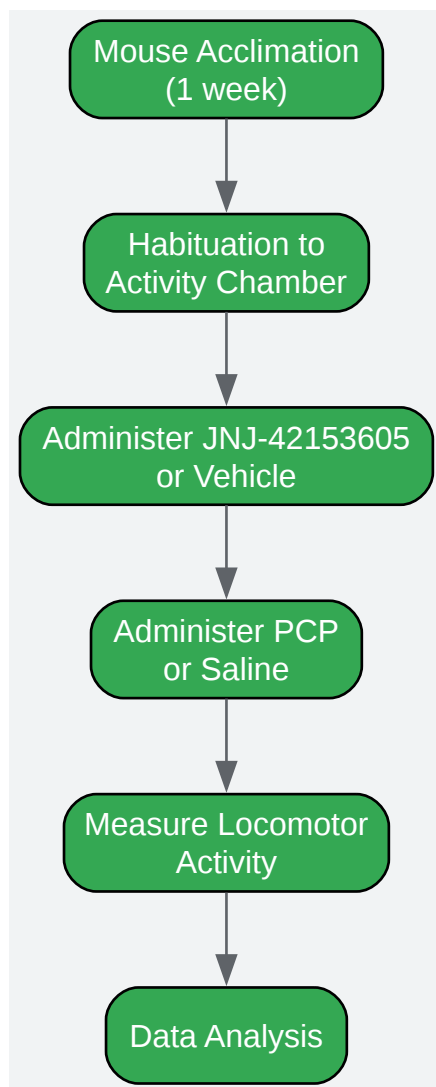 Mouse Acclimation
(1 week)
Habituation to
Activity Chamber
Administer JNJ-42153605
or Vehicle
Administer PCP
or Saline
Measure Locomotor
Activity
Data Analysis